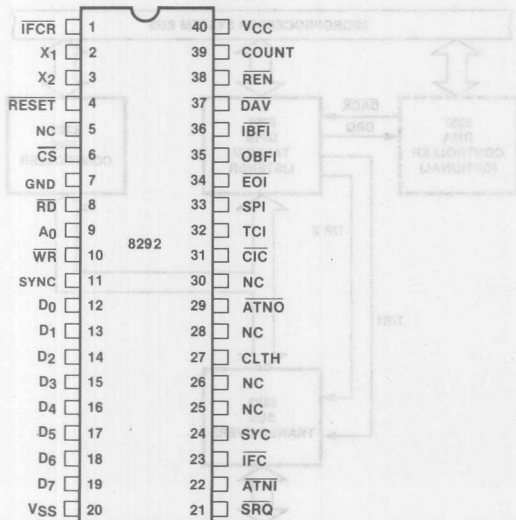 IFCR 1 40 VCC
X1 2 39 COUNT
X2 3 38 REN
RESET 4 37 DAV
NC 5 36 IBFI
CS 6 35 OBFI
GND 7 34 EOI
RD 8 33 SPI
A0 9 32 TCI
8292
WR 10 31 CIC
SYNC 11 30 NC
D0 12 29 ATNO
D1 13 28 NC
D2 14 27 CLTH
D3 15 26 NC
D4 16 25 NC
D5 17 24 SYC
D6 18 23 IFC
D7 19 22 ATNI
VSS 20 21 SRQ